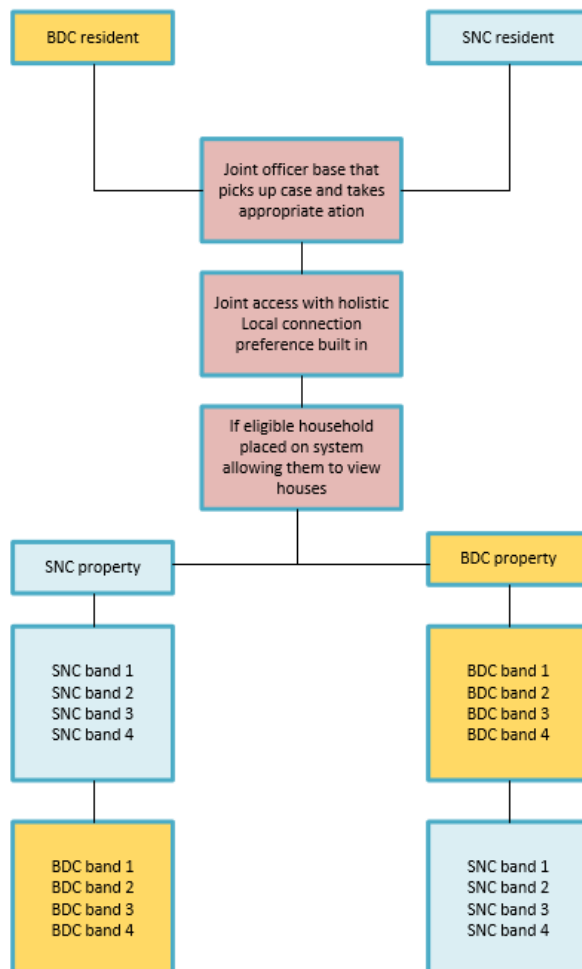 BDC resident
SNC resident
Joint officer base that
picks up case and takes
appropriate ation
Joint access with holistic
Local connection
preference built in
If eligible household
placed on system
allowing them to view
houses
SNC property
BDC property
SNC band 1
SNC band 2
SNC band 3
SNC band 4
BDC band 1
BDC band 2
BDC band 3
BDC band 4
BDC band 1
BDC band 2
BDC band 3
BDC band 4
SNC band 1
SNC band 2
SNC band 3
SNC band 4